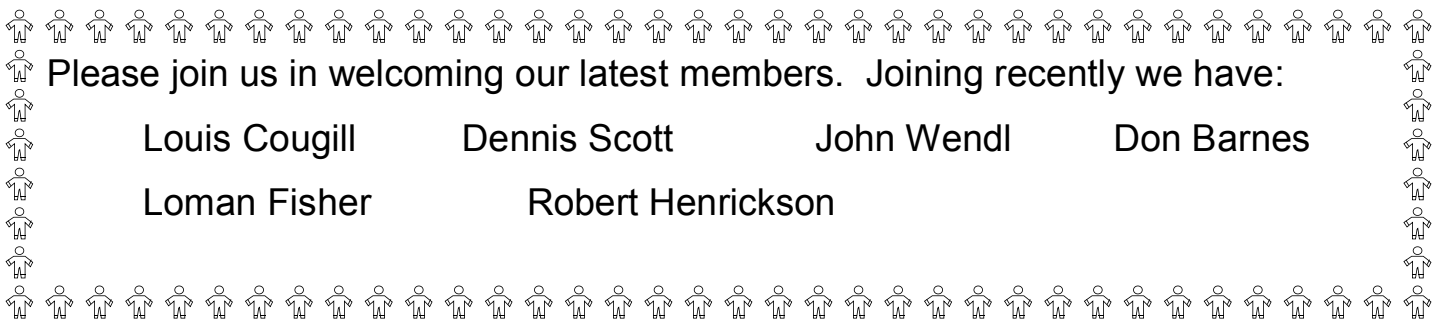 Please join us in welcoming our latest members.  Joining recently we have:
Louis Cougill Dennis Scott John Wendl Don Barnes
Loman Fisher Robert Henrickson